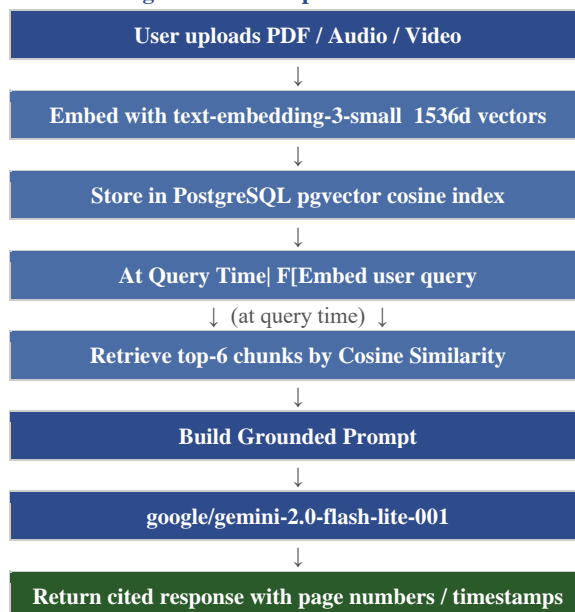 User uploads PDF / Audio / Video
↓
Embed with text-embedding-3-small 1536d vectors
↓
Store in PostgreSQL pgvector cosine index
↓
At Query Time| F[Embed user query
↓ (at query time) ↓
Retrieve top-6 chunks by Cosine Similarity
↓
Build Grounded Prompt
↓
google/gemini-2.0-flash-lite-001
↓
Return cited response with page numbers / timestamps